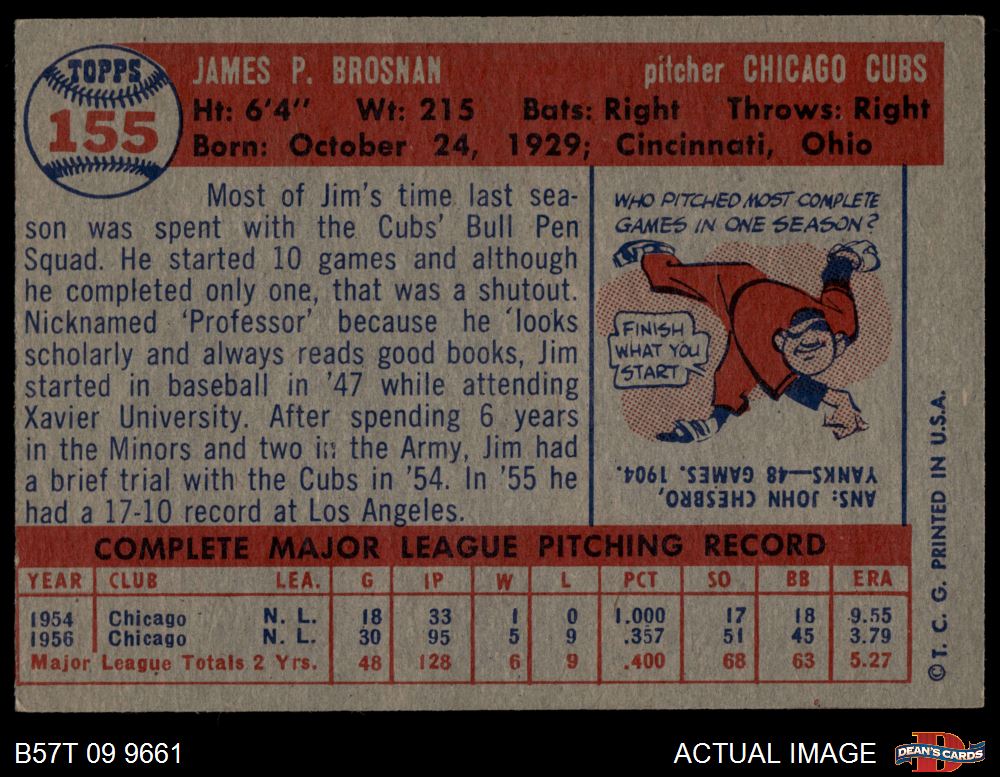 TOPPS
155
JAMES P. BROSNAN pitcher CHICAGO CUBS
Ht: 6'4" Wt: 215 Bats: Right Throws: Right
Born: October 24, 1929; Cincinnati, Ohio
Most of Jim's time last sea-
son was spent with the Cubs' Bull Pen
Squad. He started 10 games and although
he completed only one, that was a shutout.
Nicknamed 'Professor' because he 'looks
scholarly and always reads good books, Jim
started in baseball in '47 while attending
Xavier University. After spending 6 years
in the Minors and two in the Army, Jim had
a brief trial with the Cubs in '54. In '55 he
had a 17-10 record at Los Angeles.
WHO PITCHED MOST COMPLETE
GAMES IN ONE SEASON?
FINISH
WHAT YOU
START
ANS: JOHN CHESBRO,
YANKS—48 GAMES. 1904.
COMPLETE MAJOR LEAGUE PITCHING RECORD
YEAR CLUB LEA. G IP W L PCT SO BB ERA
1954 Chicago N. L. 18 33 1 0 1.000 17 18 9.55
1956 Chicago N. L. 30 95 5 9 .357 51 45 3.79
Major League Totals 2 Yrs. 48 128 6 9 .400 68 63 5.27
© T. C. G. PRINTED IN U.S.A.
B57T 09 9661 ACTUAL IMAGE
D
DEAN'S CARDS